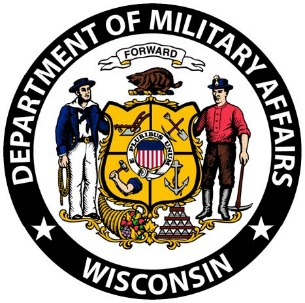 DEPARTMENT OF MILITARY AFFAIRS
FORWARD
E PLURIBUS UNUM
WISCONSIN